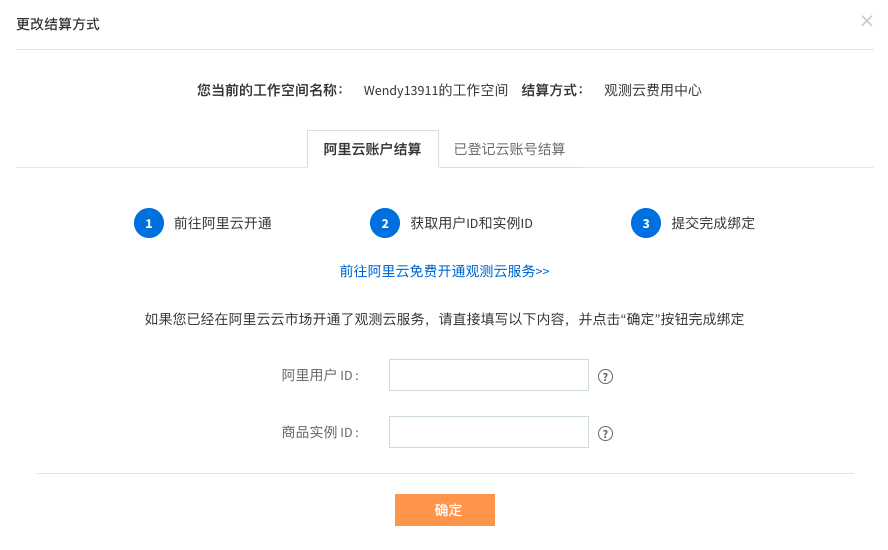 更改结算方式
您当前的工作空间名称： Wendy13911的工作空间 结算方式： 观测云费用中心
阿里云账户结算 已登记云账号结算
1 前往阿里云开通 2 获取用户ID和实例ID 3 提交完成绑定
前往阿里云免费开通观测云服务>>
如果您已经在阿里云云市场开通了观测云服务，请直接填写以下内容，并点击“确定”按钮完成绑定
阿里用户 ID： ?
商品实例 ID： ?
确定